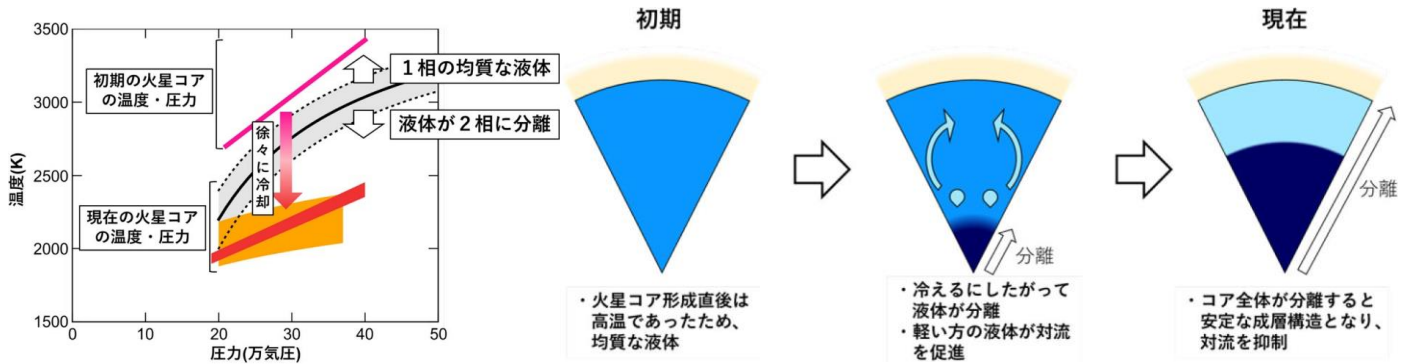 3500
3000
2500
2000
1500
温度(K)
0
10
20
30
40
50
圧力(万気圧)
初期の火星コア
の温度・圧力
現在の火星コア
の温度・圧力
徐々に冷却
1相の均質な液体
液体が2相に分離
初期
・火星コア形成直後は
高温であったため、
均質な液体
分離
・冷えるにしたがって
液体が分離
・軽い方の液体が対流
を促進
現在
分離
・コア全体が分離すると
安定な成層構造となり、
対流を抑制